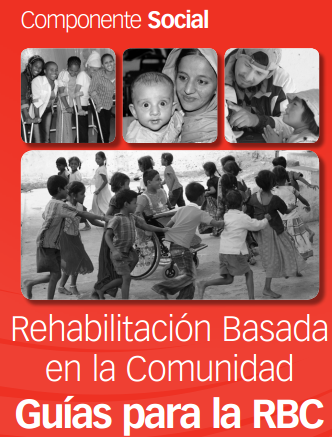 Componente Social
Rehabilitación Basada
en la Comunidad
Guías para la RBC